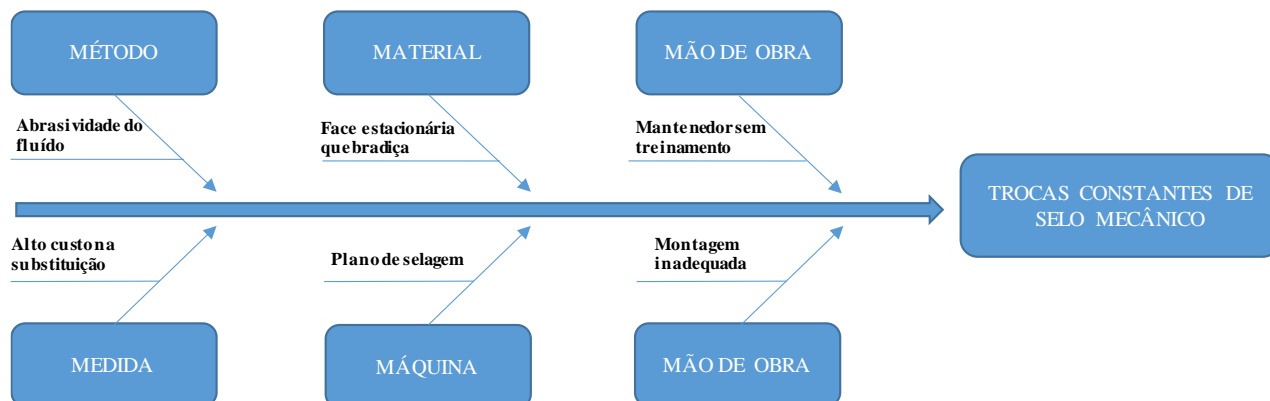 MÉTODO
MATERIAL
MÃO DE OBRA
Abrasividade do
fluído
Face estacionária
quebradiça
Mantenedor sem
treinamento
TROCAS CONSTANTES DE
SELO MECÂNICO
Alto custo na
substituição
Plano de selagem
Montagem
inadequada
MEDIDA
MÁQUINA
MÃO DE OBRA